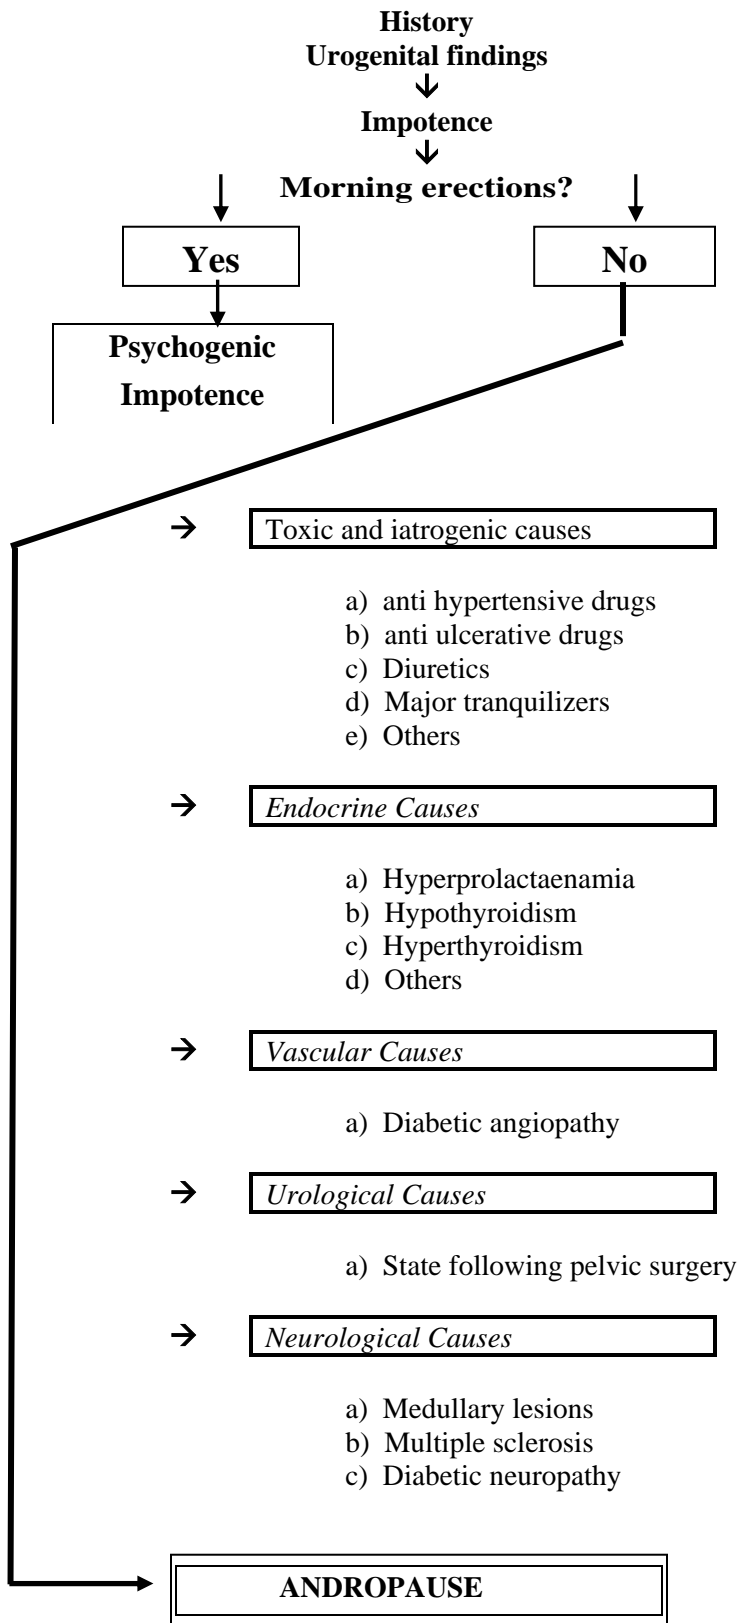 History
Urogenital findings
Impotence
Morning erections?
Yes
No
Psychogenic
Impotence
Toxic and iatrogenic causes
a) anti hypertensive drugs
b) anti ulcerative drugs
c) Diuretics
d) Major tranquilizers
e) Others
Endocrine Causes
a) Hyperprolactaenamia
b) Hypothyroidism
c) Hyperthyroidism
d) Others
Vascular Causes
a) Diabetic angiopathy
Urological Causes
a) State following pelvic surgery
Neurological Causes
a) Medullary lesions
b) Multiple sclerosis
c) Diabetic neuropathy
ANDROPAUSE